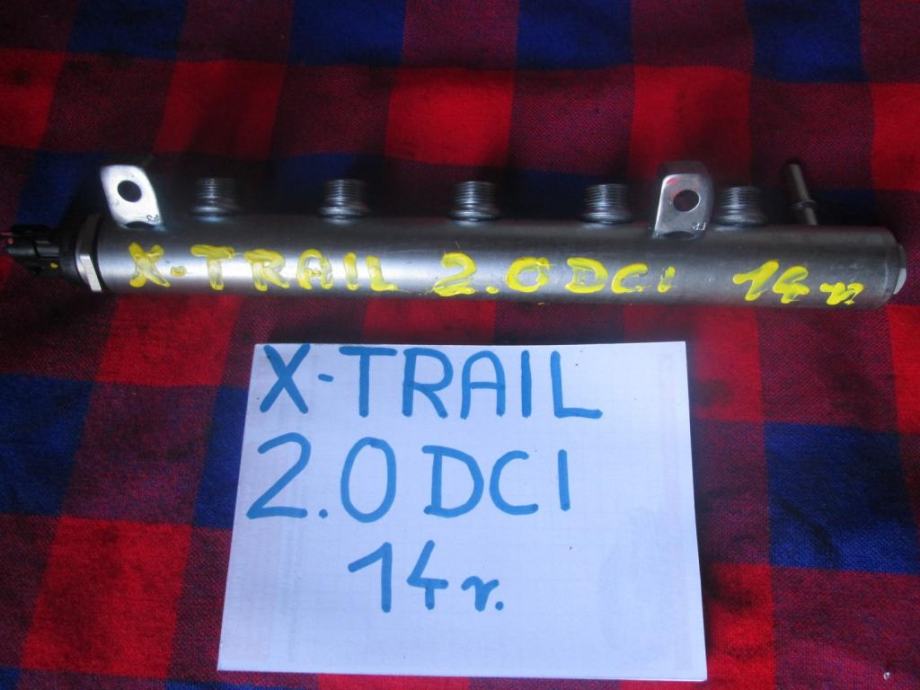 X-TRAIL 2.0 DCI 14 r
X-TRAIL
2.0 DCI
14 r.